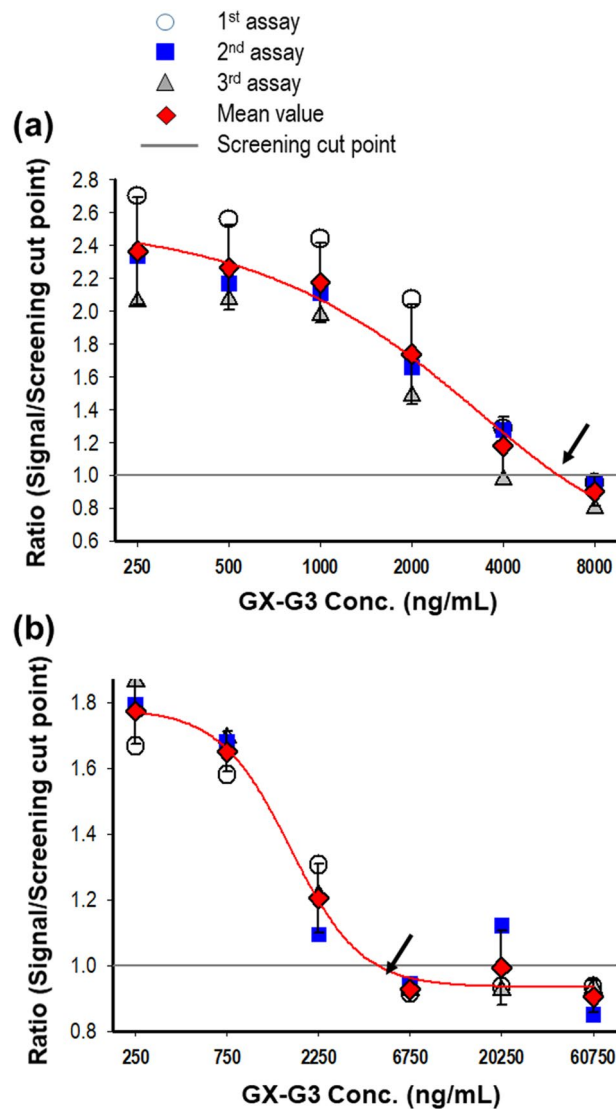 1st assay
2nd assay
3rd assay
Mean value
Screening cut point
(a)
Ratio (Signal/Screening cut point)
2.8
2.6
2.4
2.2
2.0
1.8
1.6
1.4
1.2
1.0
0.8
0.6
250 500 1000 2000 4000 8000
GX-G3 Conc. (ng/mL)
(b)
Ratio (Signal/Screening cut point)
1.8
1.6
1.4
1.2
1.0
0.8
250 750 2250 6750 20250 60750
GX-G3 Conc. (ng/mL)